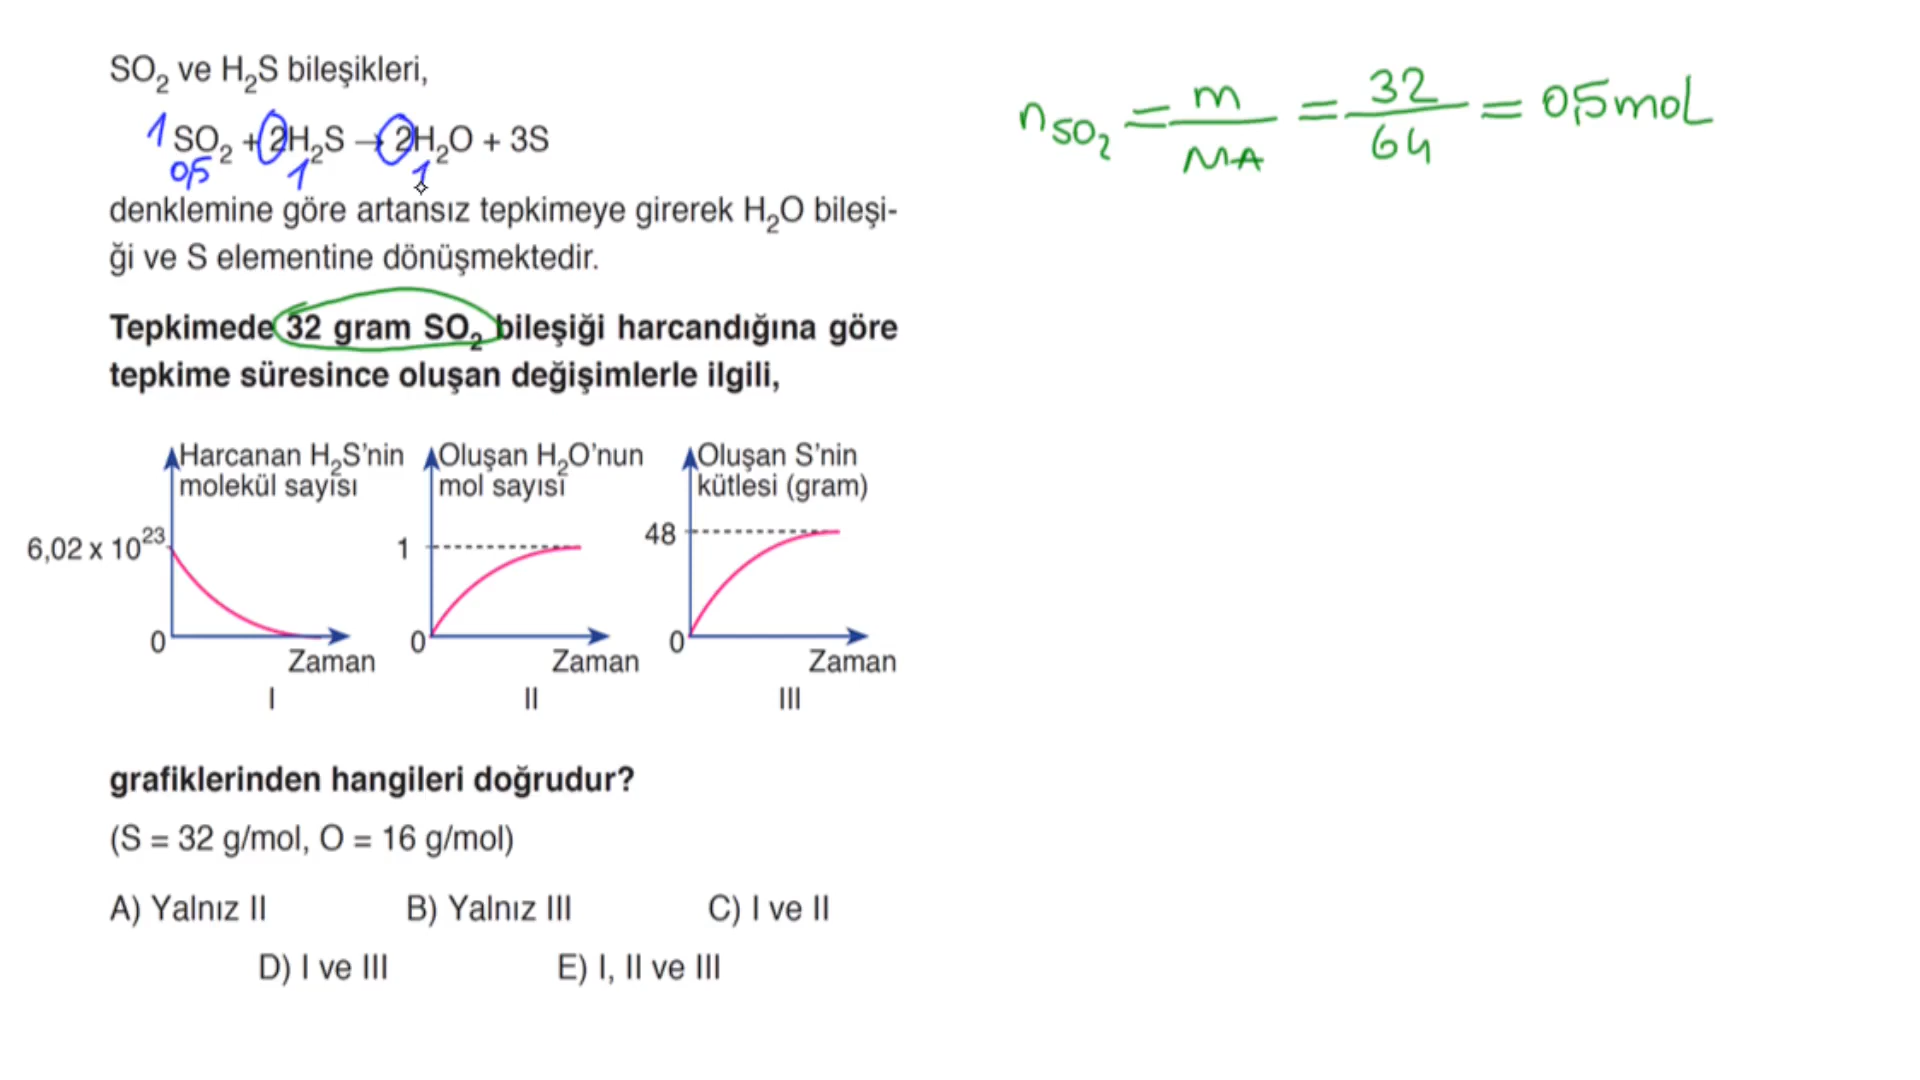 SO2 ve H2S bileşikleri,
1 SO2 + 2H2S → 2H2O + 3S
0,5 1 1
denklemine göre artansız tepkimeye girerek H2O bileşi-
ği ve S elementine dönüşmektedir.
Tepkimede 32 gram SO2 bileşiği harcandığına göre
tepkime süresince oluşan değişimlerle ilgili,
Harcanan H2S'nin
molekül sayısı
6,02 x 10^23
0
Zaman
I
Oluşan H2O'nun
mol sayısı
1
0
Zaman
II
Oluşan S'nin
kütlesi (gram)
48
0
Zaman
III
grafiklerinden hangileri doğrudur?
(S = 32 g/mol, O = 16 g/mol)
A) Yalnız II B) Yalnız III C) I ve II
D) I ve III E) I, II ve III
nSO2 = m/MA = 32/64 = 0,5 mol